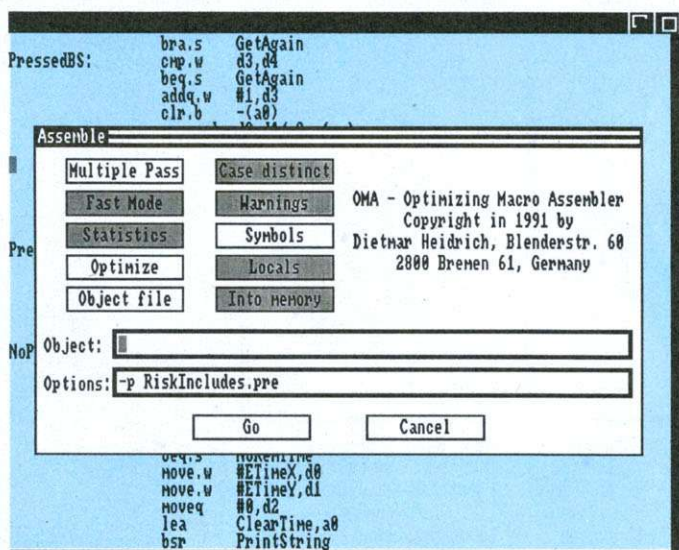 bra.s GetAgain
PressedBS: cmp.w d3,d4
beq.s GetAgain
addq.w #1,d3
clr.b -(a0)
Assemble
Multiple Pass Case distinct
Fast Mode Warnings
Statistics Symbols
Optimize Locals
Object file Into memory
OMA - Optimizing Macro Assembler
Copyright in 1991 by
Dietmar Heidrich, Blenderstr. 60
2800 Bremen 61, Germany
Pre
NoP
Object:
Options: -p RiskIncludes.pre
Go Cancel
beq.s NoRemTime
move.w #ETimeX,d0
move.w #ETimeY,d1
moveq #0,d2
lea ClearTime,a0
bsr PrintString